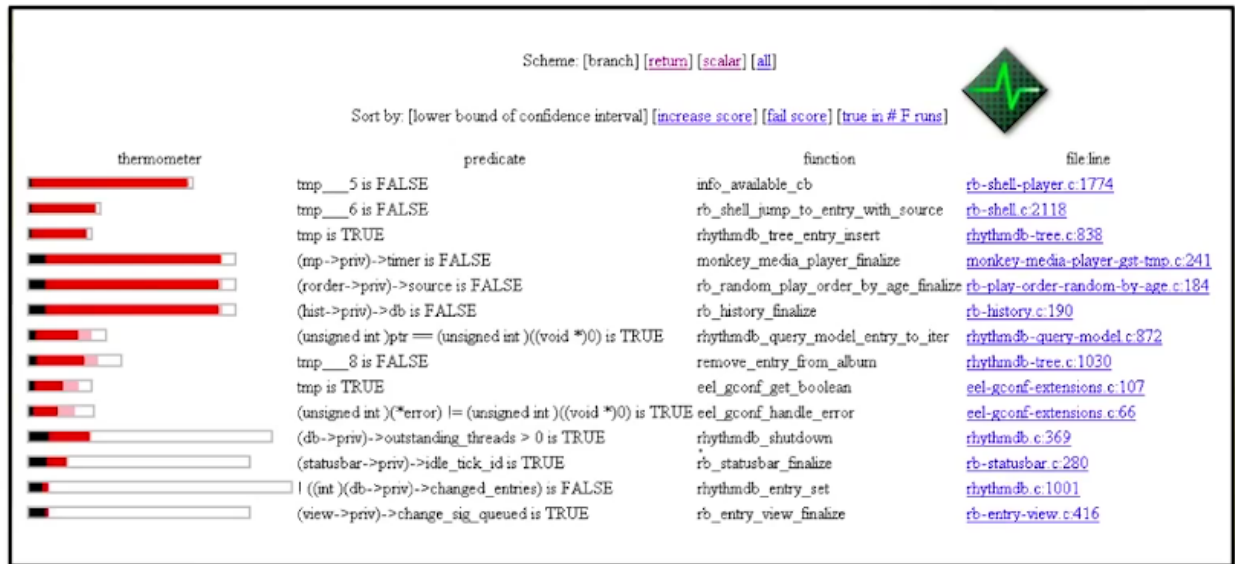 Scheme: [branch] [return] [scalar] [all]
Sort by: [lower bound of confidence interval] [increase score] [fail score] [true in # F runs]
thermometer predicate function file:line
tmp___5 is FALSE info_available_cb rb-shell-player.c:1774
tmp___6 is FALSE rb_shell_jump_to_entry_with_source rb-shell.c:2118
tmp is TRUE rhythmdb_tree_entry_insert rhythmdb-tree.c:838
(mp->priv)->timer is FALSE monkey_media_player_finalize monkey-media-player-gst-tmp.c:241
(rorder->priv)->source is FALSE rb_random_play_order_by_age_finalize rb-play-order-random-by-age.c:184
(hist->priv)->db is FALSE rb_history_finalize rb-history.c:190
(unsigned int )ptr == (unsigned int )((void *)0) is TRUE rhythmdb_query_model_entry_to_iter rhythmdb-query-model.c:872
tmp___8 is FALSE remove_entry_from_album rhythmdb-tree.c:1030
tmp is TRUE eel_gconf_get_boolean eel-gconf-extensions.c:107
(unsigned int )(*error) != (unsigned int )((void *)0) is TRUE eel_gconf_handle_error eel-gconf-extensions.c:66
(db->priv)->outstanding_threads > 0 is TRUE rhythmdb_shutdown rhythmdb.c:369
(statusbar->priv)->idle_tick_id is TRUE rb_statusbar_finalize rb-statusbar.c:280
! ((int )(db->priv)->changed_entries) is FALSE rhythmdb_entry_set rhythmdb.c:1001
(view->priv)->change_sig_queued is TRUE rb_entry_view_finalize rb-entry-view.c:416